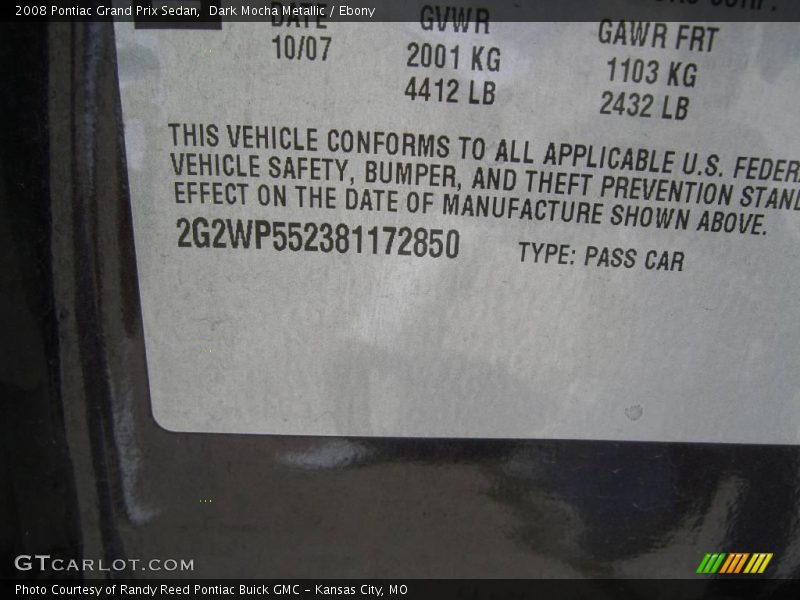 2008 Pontiac Grand Prix Sedan, Dark Mocha Metallic / Ebony
DATE GVWR GAWR FRT
10/07 2001 KG 1103 KG
4412 LB 2432 LB
THIS VEHICLE CONFORMS TO ALL APPLICABLE U.S. FEDER
VEHICLE SAFETY, BUMPER, AND THEFT PREVENTION STAN
EFFECT ON THE DATE OF MANUFACTURE SHOWN ABOVE.
2G2WP552381172850 TYPE: PASS CAR
GTCARLOT.COM
Photo Courtesy of Randy Reed Pontiac Buick GMC - Kansas City, MO